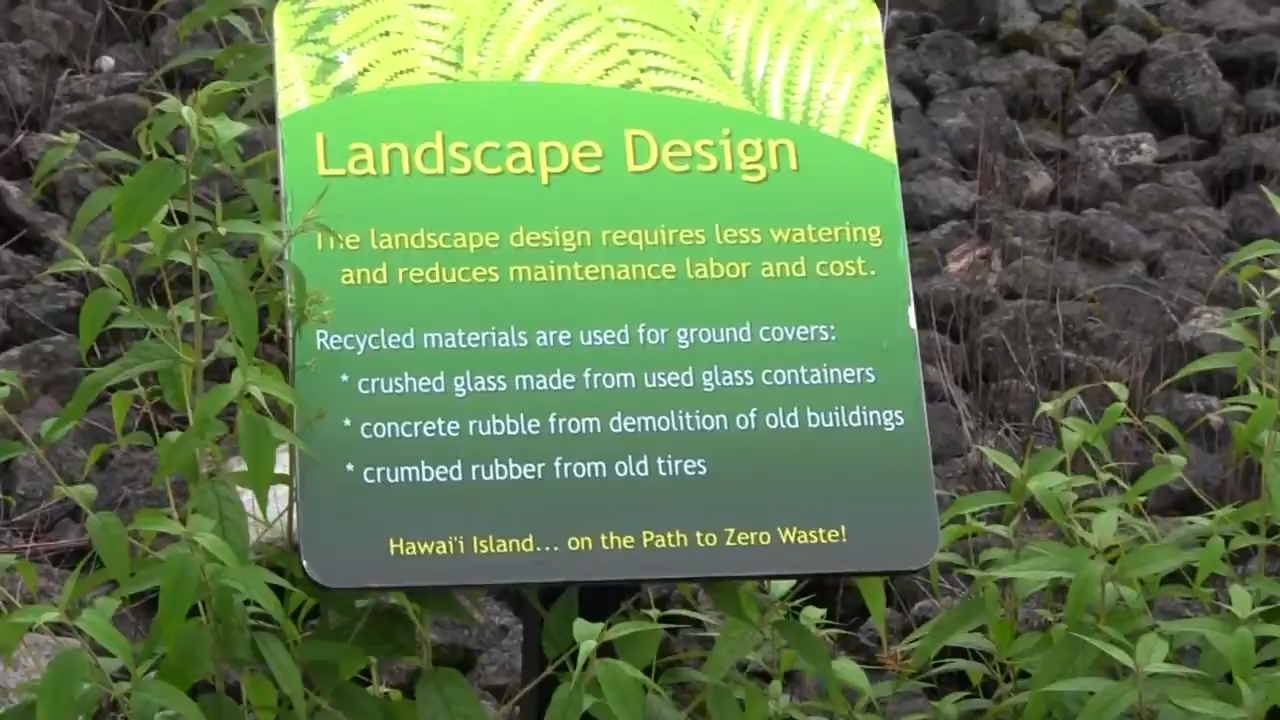 Landscape Design
The landscape design requires less watering
and reduces maintenance labor and cost.
Recycled materials are used for ground covers:
* crushed glass made from used glass containers
* concrete rubble from demolition of old buildings
* crumbed rubber from old tires
Hawai'i Island... on the Path to Zero Waste!